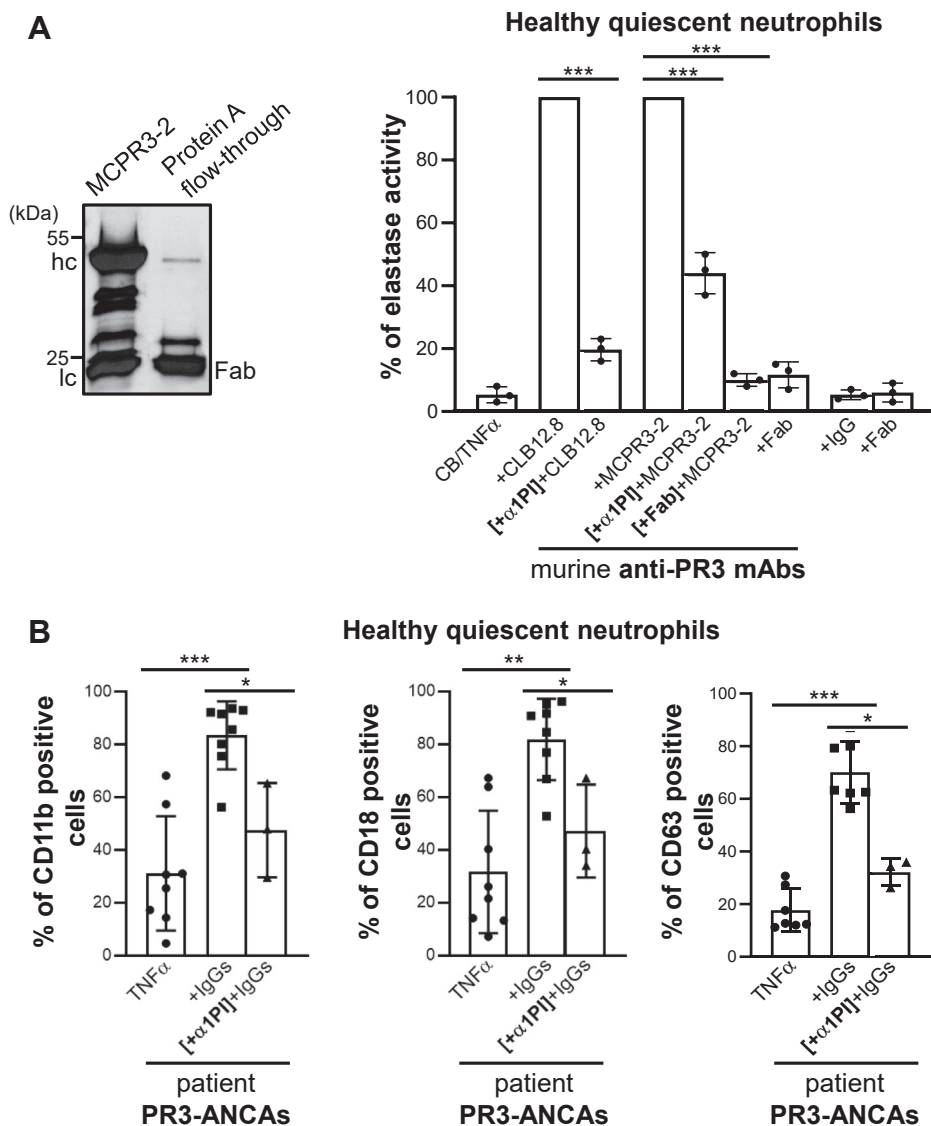 A
Healthy quiescent neutrophils
MCPR3-2
Protein A
flow-through
(kDa)
55
hc
25
lc
Fab
% of elastase activity
100
80
60
40
20
0
***
***
***
CB/TNFα
+CLB12.8
[+α1PI]+CLB12.8
+MCPR3-2
[+α1PI]+MCPR3-2
[+Fab]+MCPR3-2
+Fab
+IgG
+Fab
murine anti-PR3 mAbs
B
Healthy quiescent neutrophils
% of CD11b positive
cells
100
80
60
40
20
0
***
*
TNFα
+IgGs
[+α1PI]+IgGs
patient
PR3-ANCAs
% of CD18 positive
cells
100
80
60
40
20
0
**
*
TNFα
+IgGs
[+α1PI]+IgGs
patient
PR3-ANCAs
% of CD63 positive
cells
100
80
60
40
20
0
***
*
TNFα
+IgGs
[+α1PI]+IgGs
patient
PR3-ANCAs